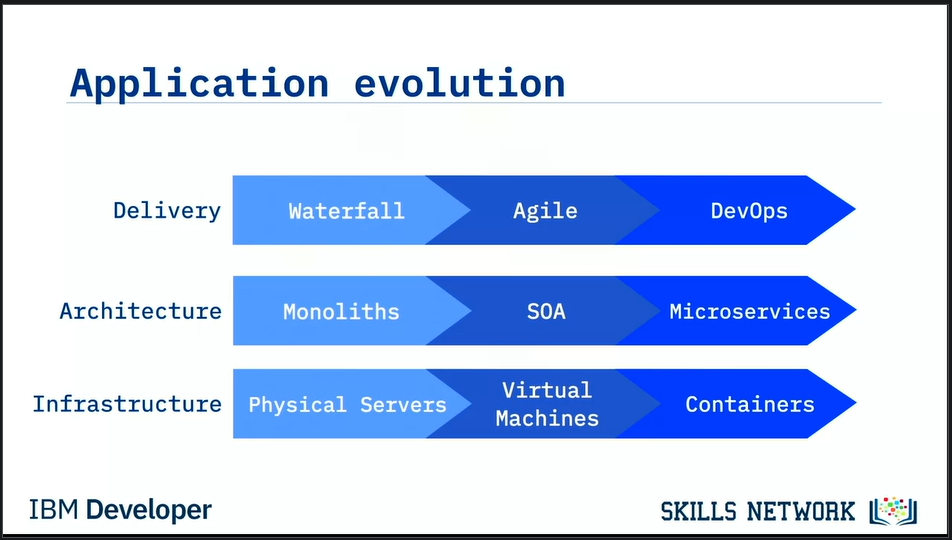 Application evolution
Delivery
Waterfall
Agile
DevOps
Architecture
Monoliths
SOA
Microservices
Infrastructure
Physical Servers
Virtual
Machines
Containers
IBM Developer
SKILLS NETWORK